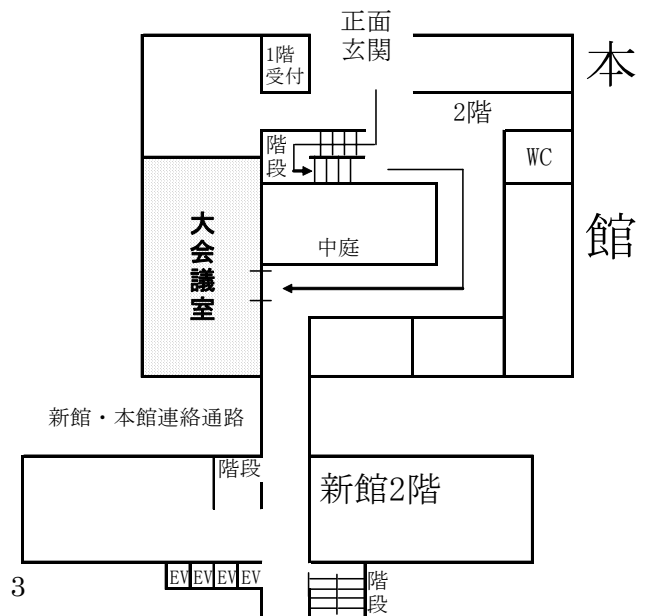 正面
玄関
本
館
1階
受付
2階
階
段
WC
大会議室
中庭
新館・本館連絡通路
階段
新館2階
EV
EV
EV
EV
階
段
3